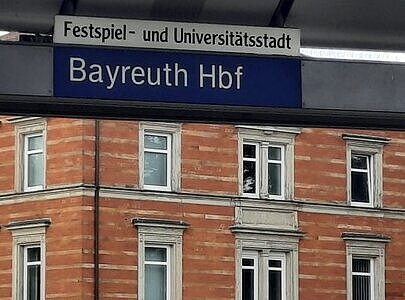 Festspiel- und Universitätsstadt
Bayreuth Hbf